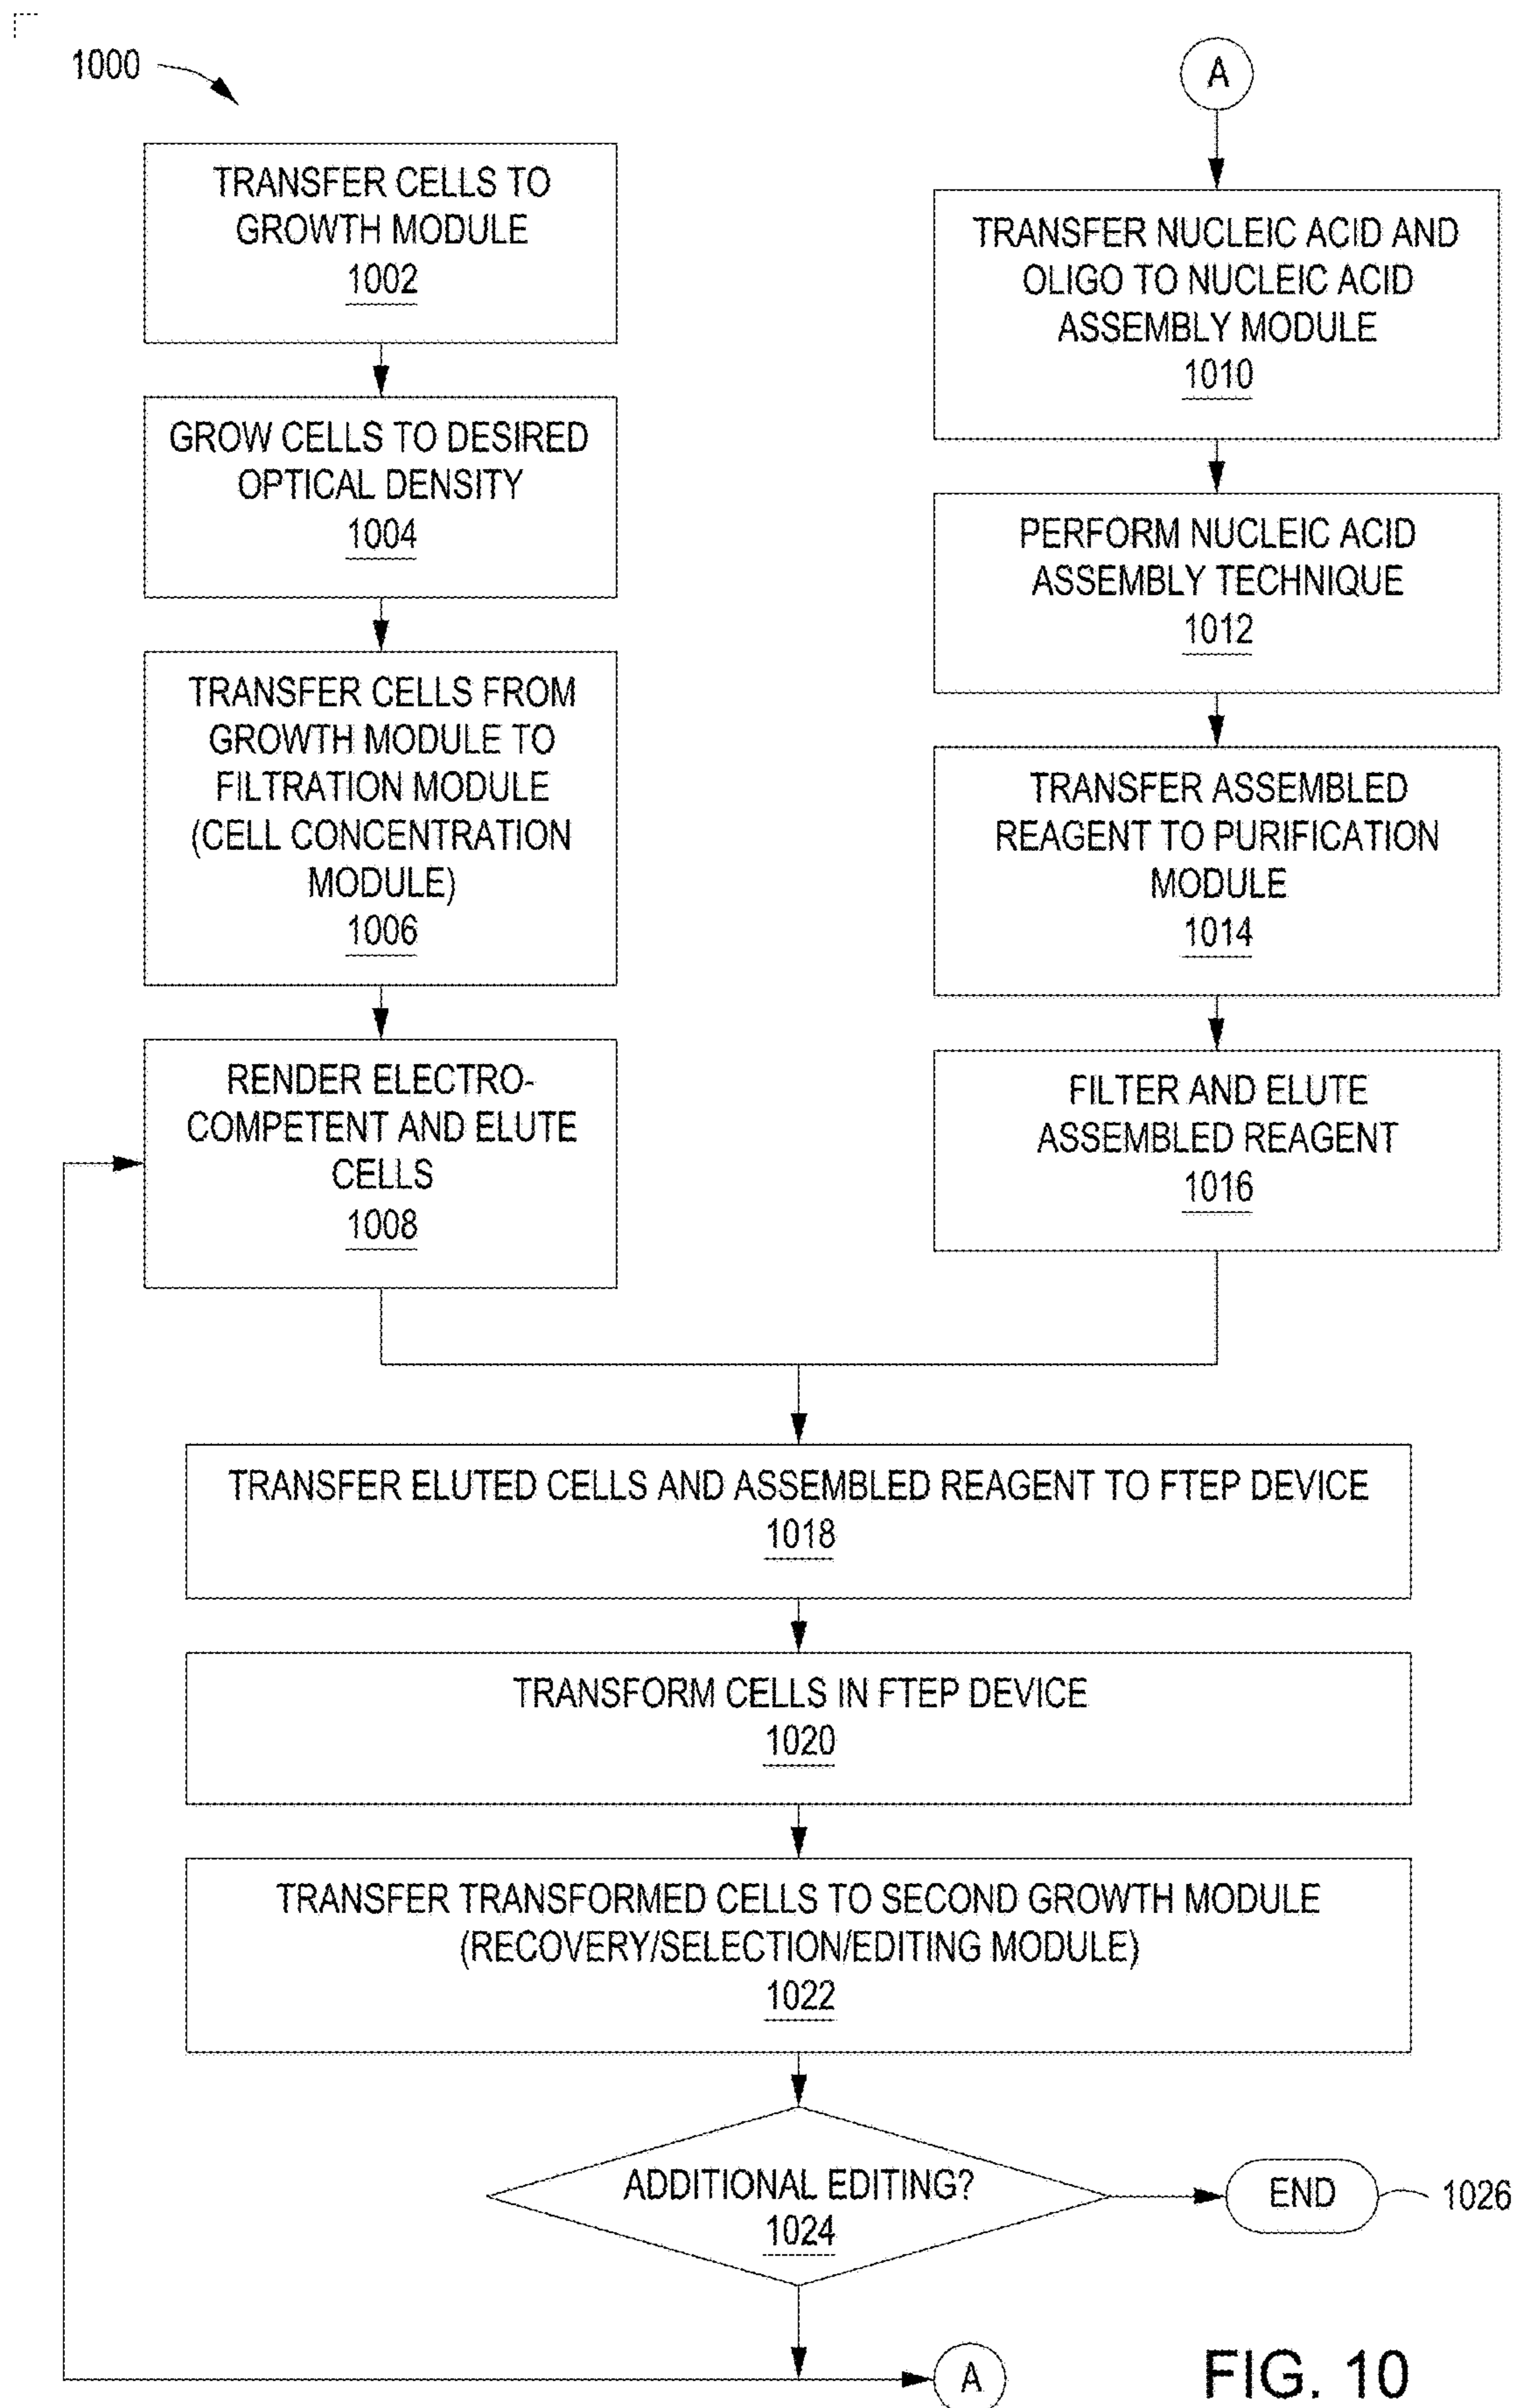 1000
TRANSFER CELLS TO
GROWTH MODULE
1002
GROW CELLS TO DESIRED
OPTICAL DENSITY
1004
TRANSFER CELLS FROM
GROWTH MODULE TO
FILTRATION MODULE
(CELL CONCENTRATION
MODULE)
1006
RENDER ELECTRO-
COMPETENT AND ELUTE
CELLS
1008
A
TRANSFER NUCLEIC ACID AND
OLIGO TO NUCLEIC ACID
ASSEMBLY MODULE
1010
PERFORM NUCLEIC ACID
ASSEMBLY TECHNIQUE
1012
TRANSFER ASSEMBLED
REAGENT TO PURIFICATION
MODULE
1014
FILTER AND ELUTE
ASSEMBLED REAGENT
1016
TRANSFER ELUTED CELLS AND ASSEMBLED REAGENT TO FTEP DEVICE
1018
TRANSFORM CELLS IN FTEP DEVICE
1020
TRANSFER TRANSFORMED CELLS TO SECOND GROWTH MODULE
(RECOVERY/SELECTION/EDITING MODULE)
1022
ADDITIONAL EDITING?
1024
END
1026
A
FIG. 10